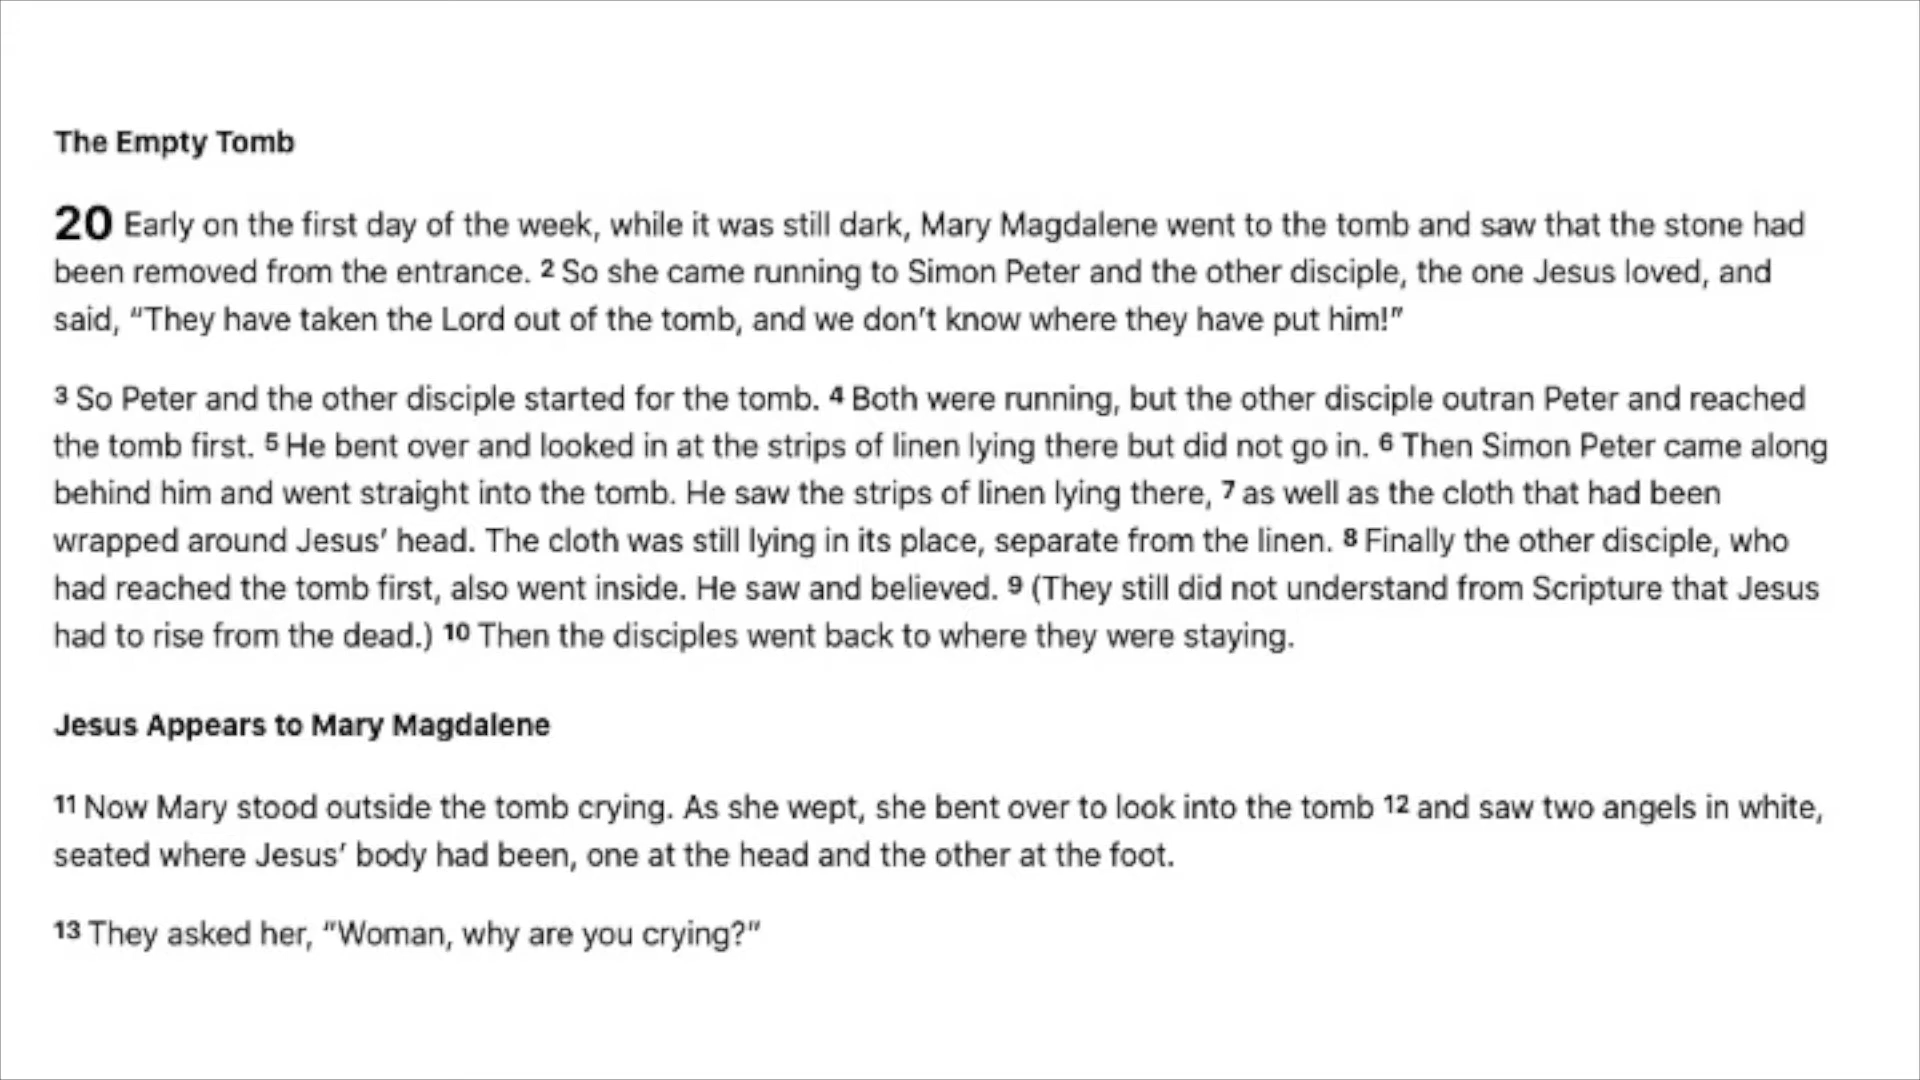 The Empty Tomb
20 Early on the first day of the week, while it was still dark, Mary Magdalene went to the tomb and saw that the stone had
been removed from the entrance. 2 So she came running to Simon Peter and the other disciple, the one Jesus loved, and
said, “They have taken the Lord out of the tomb, and we don’t know where they have put him!”
3 So Peter and the other disciple started for the tomb. 4 Both were running, but the other disciple outran Peter and reached
the tomb first. 5 He bent over and looked in at the strips of linen lying there but did not go in. 6 Then Simon Peter came along
behind him and went straight into the tomb. He saw the strips of linen lying there, 7 as well as the cloth that had been
wrapped around Jesus’ head. The cloth was still lying in its place, separate from the linen. 8 Finally the other disciple, who
had reached the tomb first, also went inside. He saw and believed. 9 (They still did not understand from Scripture that Jesus
had to rise from the dead.) 10 Then the disciples went back to where they were staying.
Jesus Appears to Mary Magdalene
11 Now Mary stood outside the tomb crying. As she wept, she bent over to look into the tomb 12 and saw two angels in white,
seated where Jesus’ body had been, one at the head and the other at the foot.
13 They asked her, “Woman, why are you crying?”